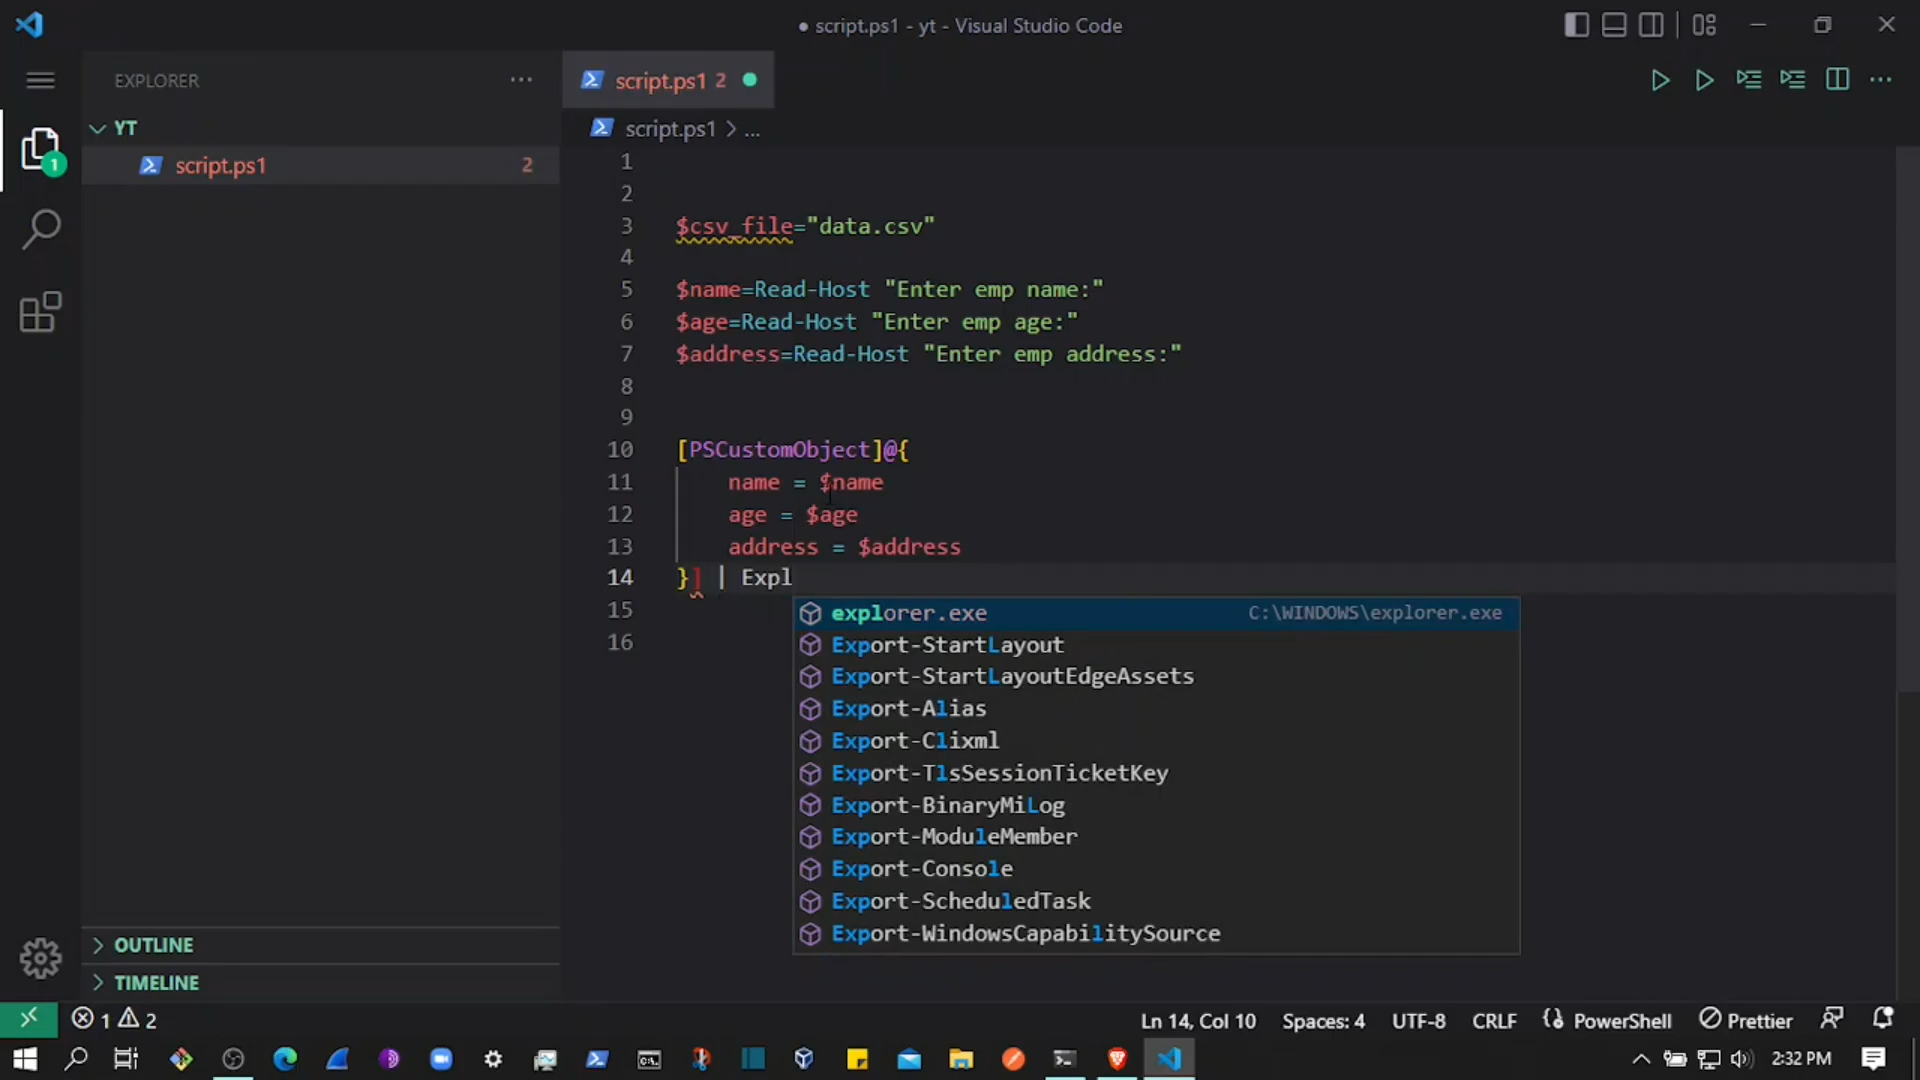 ● script.ps1 - yt - Visual Studio Code
EXPLORER
script.ps1 2
YT
script.ps1 > ...
script.ps1 2
1
1
2
3 $csv_file="data.csv"
4
5 $name=Read-Host "Enter emp name:"
6 $age=Read-Host "Enter emp age:"
7 $address=Read-Host "Enter emp address:"
8
9
10 [PSCustomObject]@{
11 name = $name
12 age = $age
13 address = $address
14 }] | Expl
15
16
explorer.exe C:\WINDOWS\explorer.exe
Export-StartLayout
Export-StartLayoutEdgeAssets
Export-Alias
Export-Clixml
Export-TlsSessionTicketKey
Export-BinaryMiLog
Export-ModuleMember
Export-Console
Export-ScheduledTask
Export-WindowsCapabilitySource
OUTLINE
TIMELINE
1 2
Ln 14, Col 10 Spaces: 4 UTF-8 CRLF PowerShell Prettier
2:32 PM